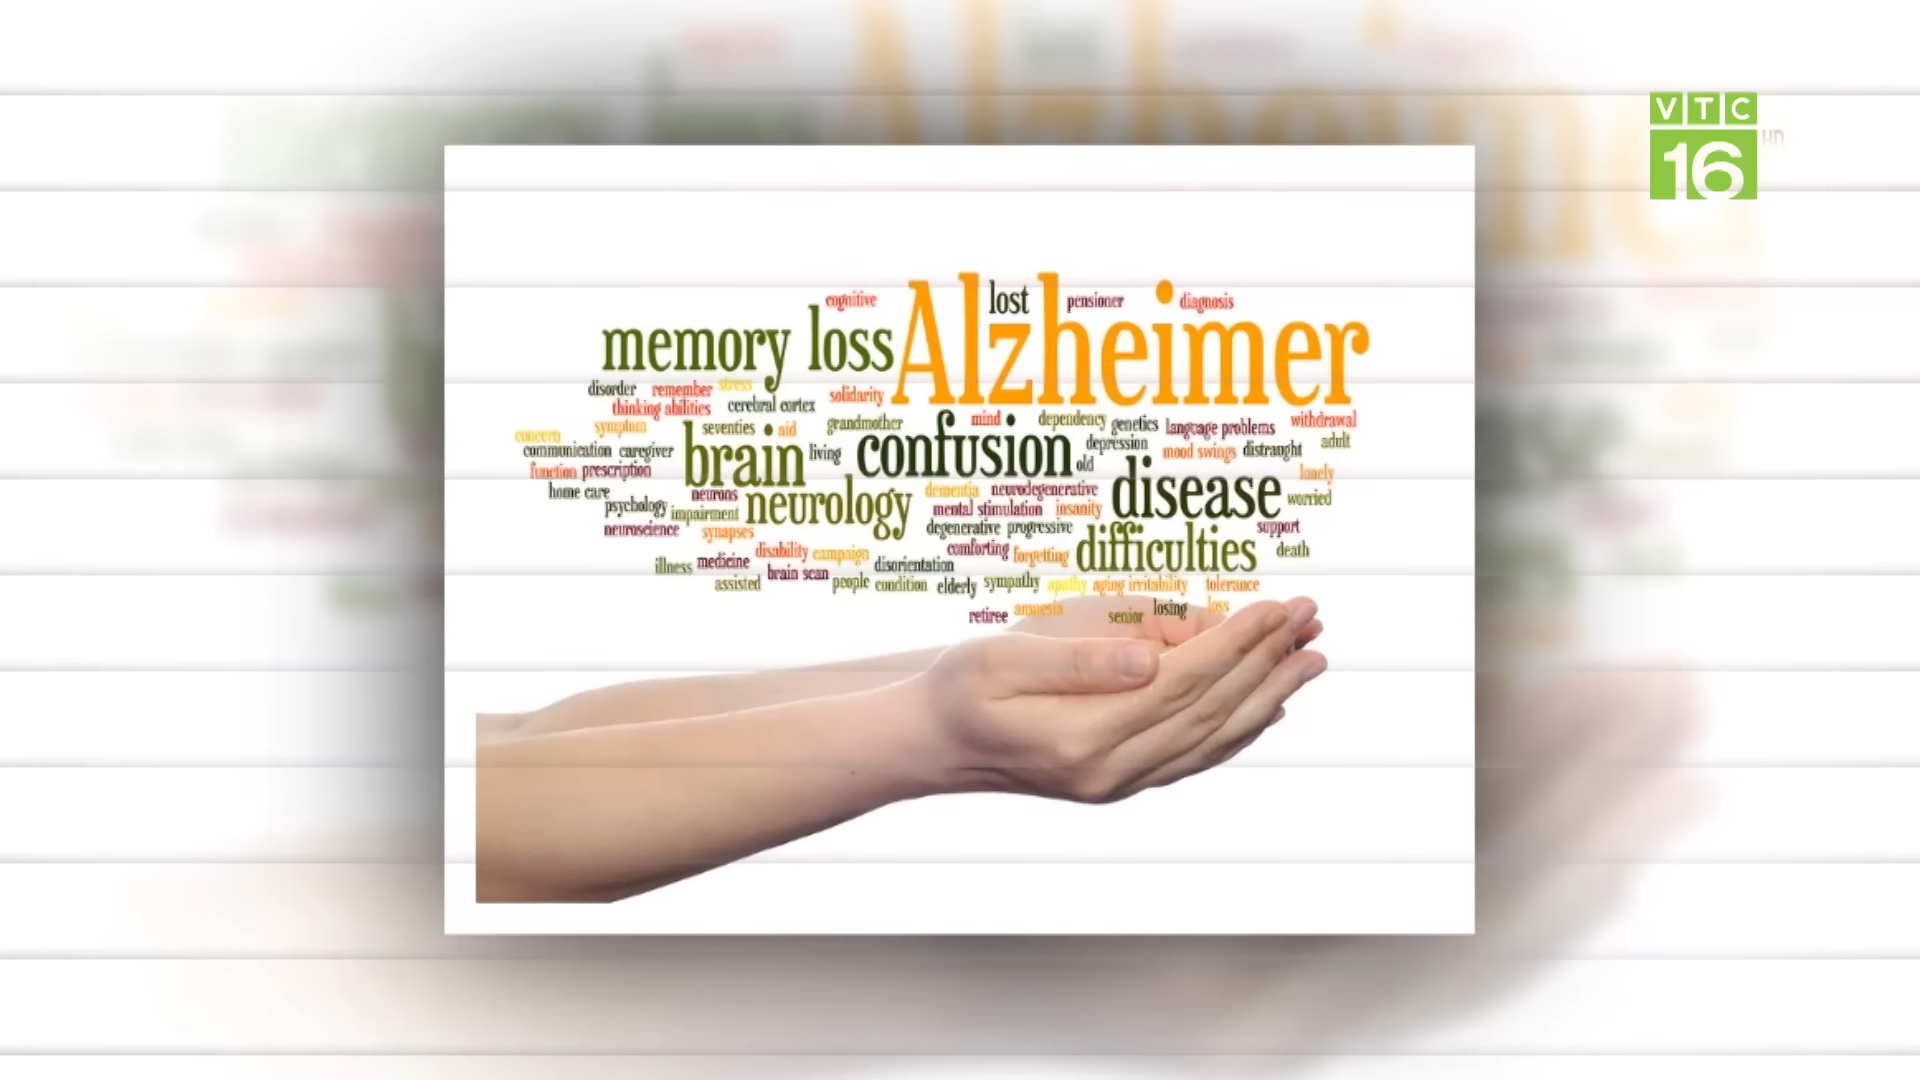 VTC
16
HD
cognitive lost pensioner diagnosis
memory loss Alzheimer
disorder remember stress solidarity
thinking abilities cerebral cortex
concern symptom seventies aid grandmother mind dependency genetics language problems withdrawal
communication caregiver brain living confusion old depression mood swings distraught adult
function prescription lonely
home care neurons dementia neurodegenerative disease worried
psychology impairment neurology mental stimulation insanity
neuroscience synapses degenerative progressive support
disability campaign comforting forgetting difficulties death
illness medicine brain scan disorientation
assisted people condition elderly sympathy apathy aging irritability tolerance
retiree amnesia senior losing loss